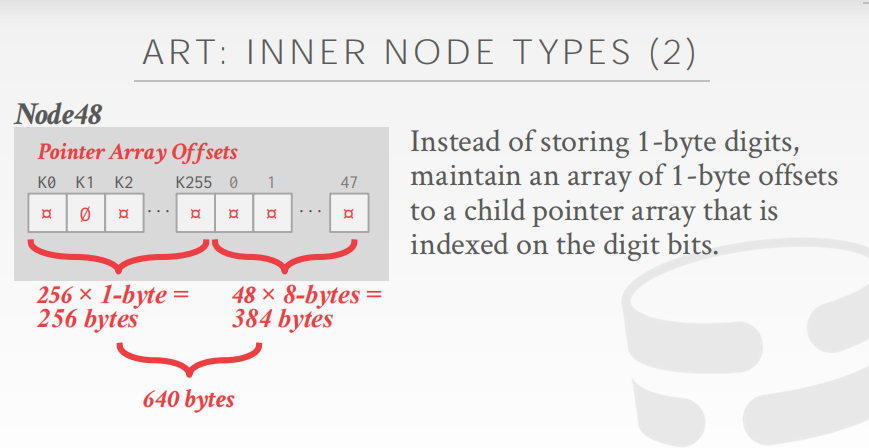 ART: INNER NODE TYPES (2)
Node48
Pointer Array Offsets
K0 K1 K2 K255 0 1 47
¤ Ø ¤ ··· ¤ ¤ ¤ ··· ¤
256 × 1-byte =
256 bytes
48 × 8-bytes =
384 bytes
640 bytes
Instead of storing 1-byte digits,
maintain an array of 1-byte offsets
to a child pointer array that is
indexed on the digit bits.